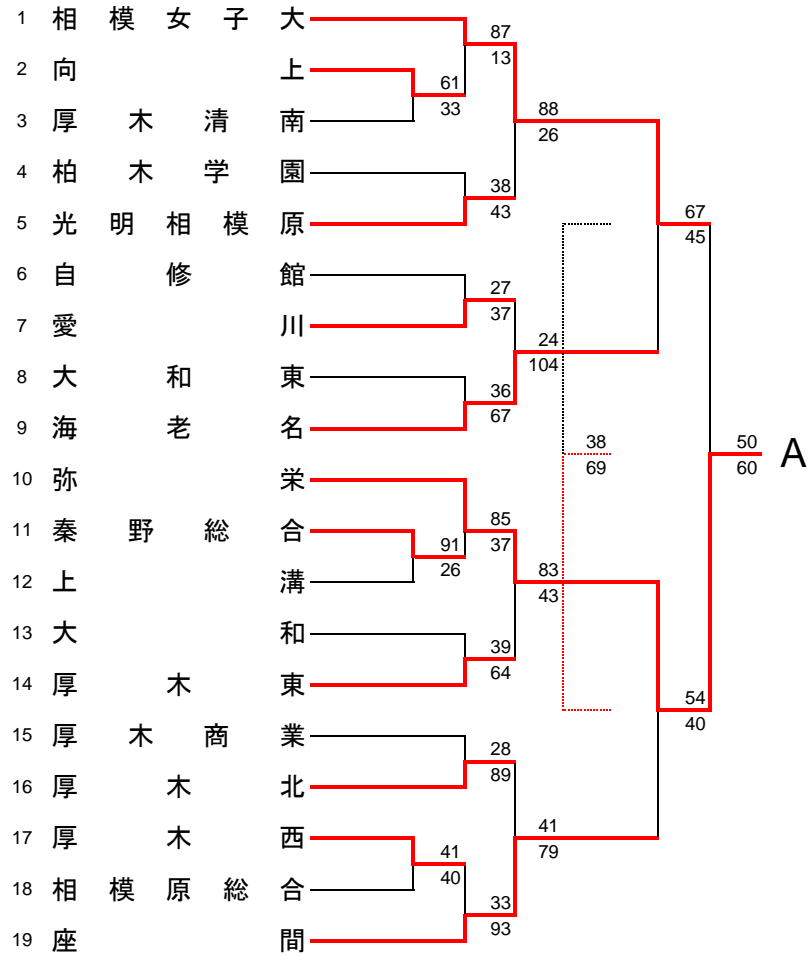 1 相模女子大
87
13
2 向上
61
33
88
26
3 厚木清南
4 柏木学園
38
43
5 光明相模原
67
45
6 自修館
27
37
7 愛川
24
104
8 大和東
36
67
9 海老名
38
69
50
60
A
10 弥栄
11 秦野総合
85
37
91
26
12 上溝
83
43
13 大和
39
64
14 厚木東
54
40
15 厚木商業
28
89
16 厚木北
17 厚木西
41
79
41
40
18 相模原総合
33
93
19 座間